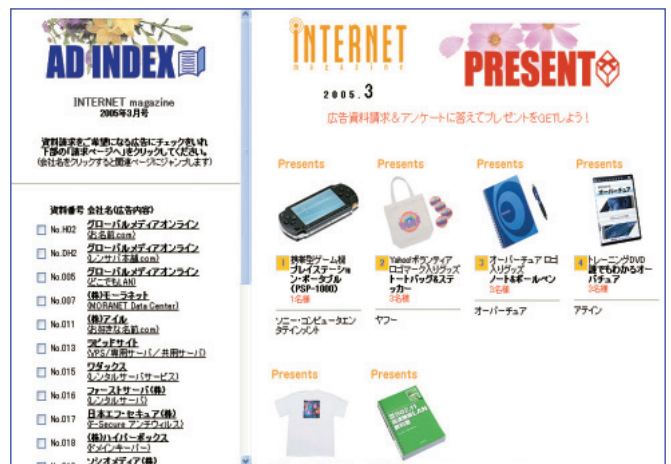 AD INDEX
INTERNET magazine
2005年3月号
資料請求をご希望になる広告にチェックをいれ
下部の「請求ページへ」をクリックしてください。
(会社名をクリックすると関連ページにジャンプします)
資料番号 会社名(広告内容)
No.H02 グローバルメディアオンライン
(お名前.com)
No.DH2 グローバルメディアオンライン
(レンサバ本舗.com)
No.005 グローバルメディアオンライン
(どこでもLAN)
No.007 (株)モーラネット
(MORANET Data Center)
No.011 (株)アイル
(お好きな名前.com)
No.013 ラピッドサイト
(VPS/専用サーバ/共用サーバ)
No.015 ワダックス
(レンタルサーバサービス)
No.016 ファーストサーバ(株)
(レンタルサーバ)
No.017 日本エフ・セキュア(株)
(F-Secure アンチウィルス)
No.018 (株)ハイパーボックス
(ドメインキーパー)
ソシオメディア(株)
INTERNET
magazine
2005.3
PRESENT
広告資料請求&アンケートに答えてプレゼントをGETしよう!
Presents
1 携帯型ゲーム機
プレイステーショ
ン・ポータブル
(PSP-1000)
1名様
ソニー・コンピュータエン
タテインメント
Presents
2 Yahoo!ボランティア
ロゴマーク入りグッズ
トートバッグ&ステ
ッカー
3名様
ヤフー
Presents
3 オーバーチュア ロゴ
入りグッズ
ノート&ボールペン
3名様
オーバーチュア
Presents
オーバーチュア
4 トレーニングDVD
誰でもわかるオー
バチュア
3名様
アテイン
Presents
Presents